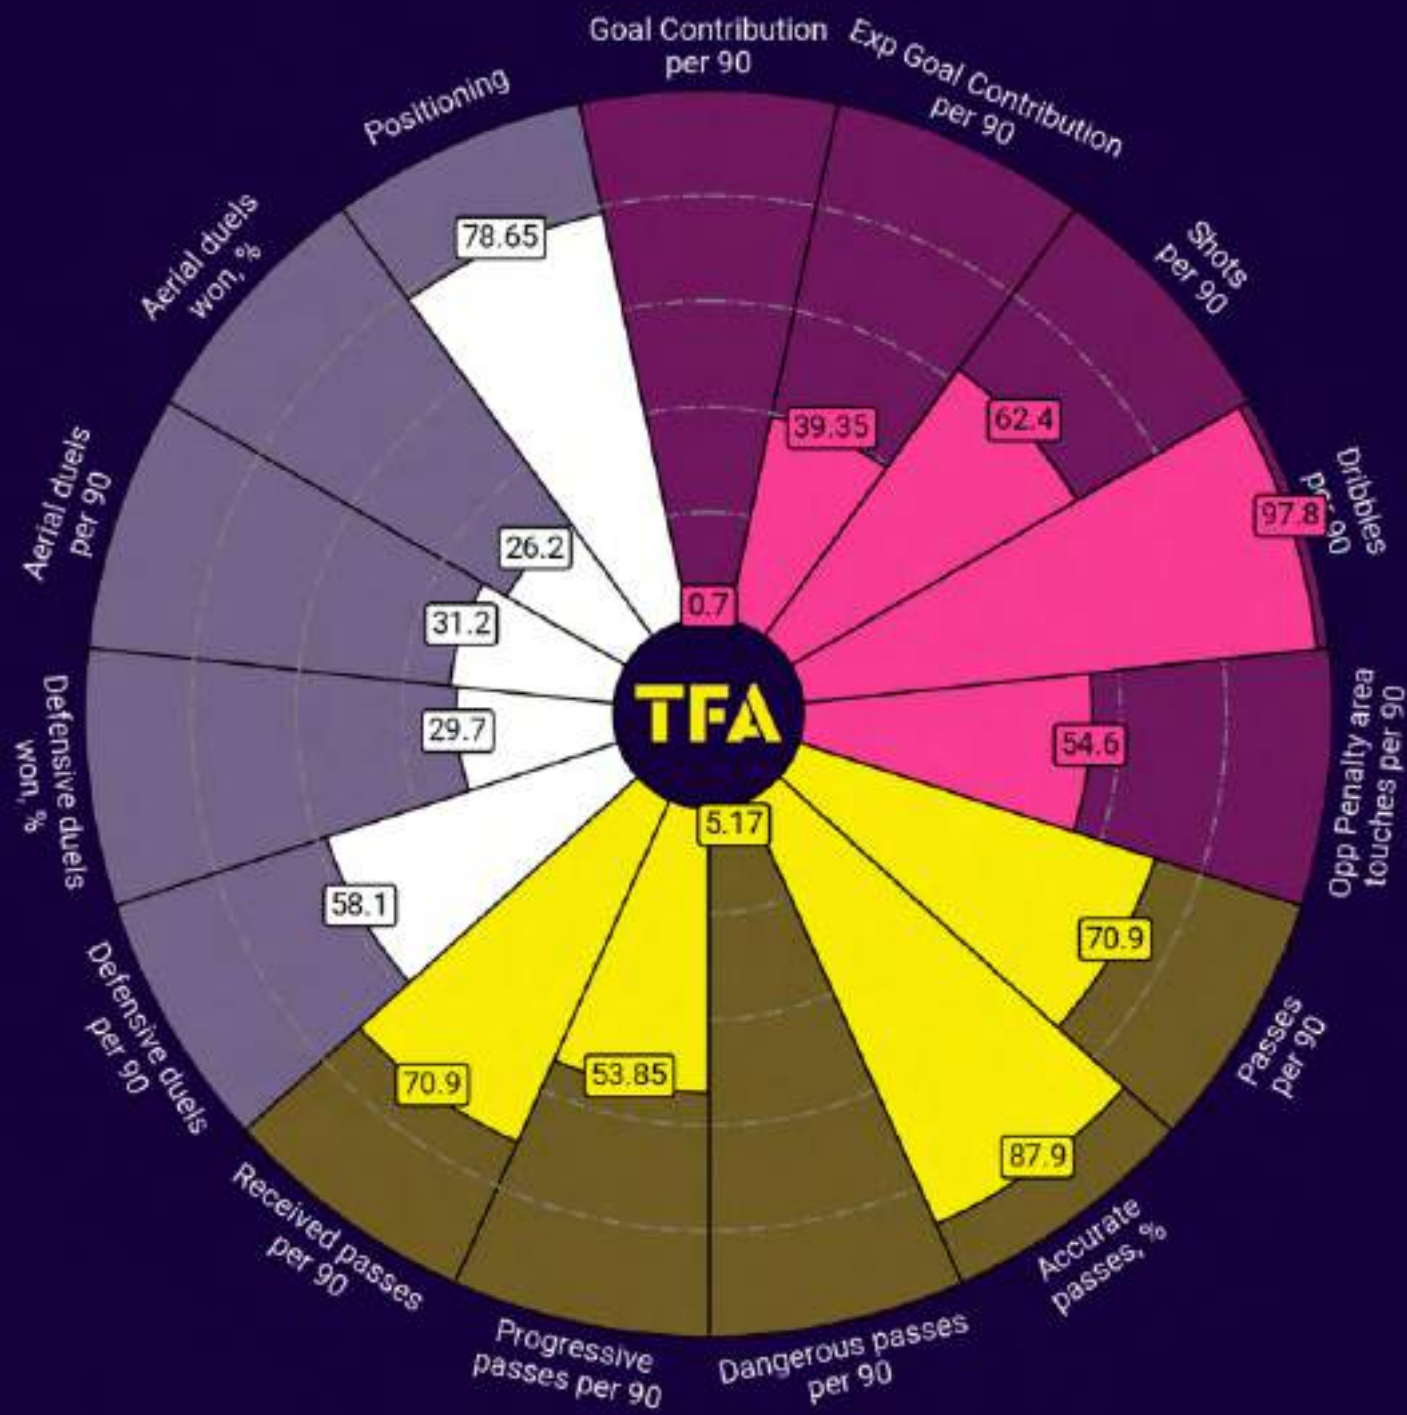 Goal Contribution
per 90
0.7
Exp Goal Contribution
per 90
39.35
Shots
per 90
62.4
Dribbles
per 90
97.8
Opp Penalty area
touches per 90
54.6
Passes
per 90
70.9
Accurate
passes, %
87.9
Dangerous passes
per 90
5.17
Progressive
passes per 90
53.85
Received passes
per 90
70.9
Defensive duels
per 90
58.1
Defensive duels
won, %
29.7
Aerial duels
per 90
31.2
Aerial duels
won, %
26.2
Positioning
78.65
TFA